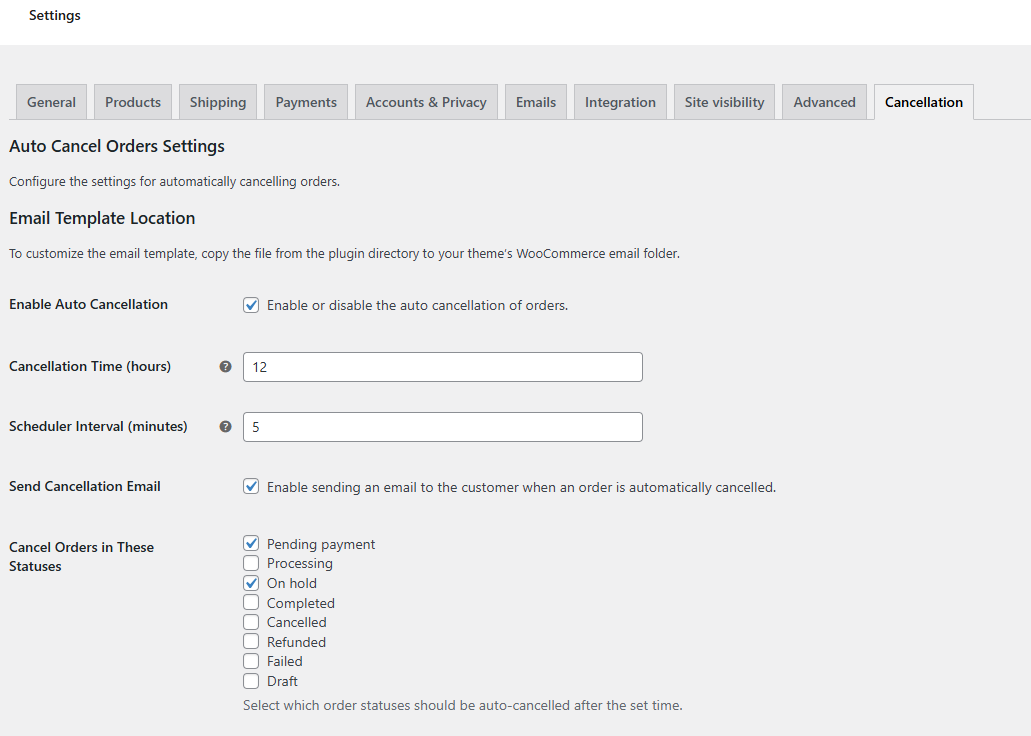 Settings
General Products Shipping Payments Accounts & Privacy Emails Integration Site visibility Advanced Cancellation
Auto Cancel Orders Settings
Configure the settings for automatically cancelling orders.
Email Template Location
To customize the email template, copy the file from the plugin directory to your theme's WooCommerce email folder.
Enable Auto Cancellation Enable or disable the auto cancellation of orders.
Cancellation Time (hours) ? 12
Scheduler Interval (minutes) ? 5
Send Cancellation Email Enable sending an email to the customer when an order is automatically cancelled.
Cancel Orders in These
Statuses
Pending payment
Processing
On hold
Completed
Cancelled
Refunded
Failed
Draft
Select which order statuses should be auto-cancelled after the set time.